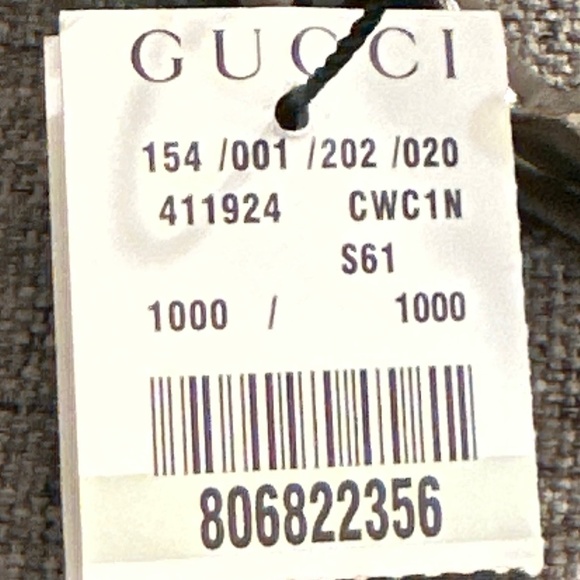 GUCCI
154 /001 /202 /020
411924 CWC1N
S61
1000 / 1000
806822356